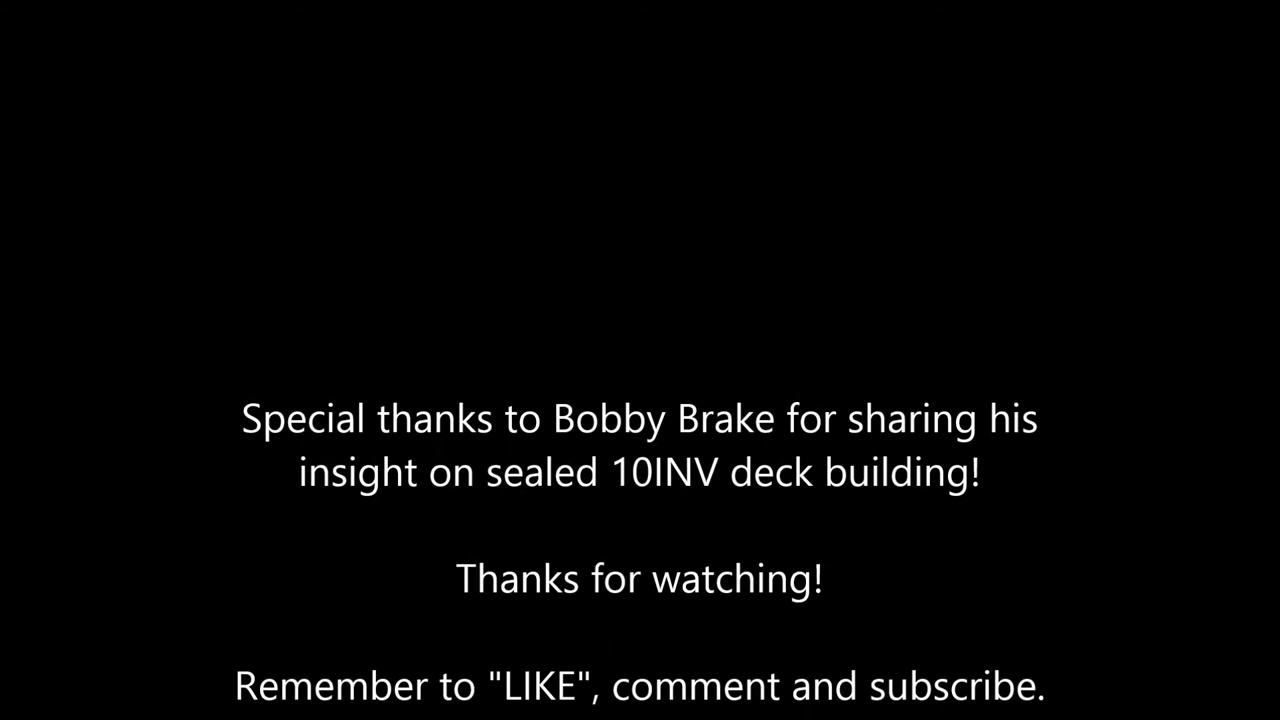 Special thanks to Bobby Brake for sharing his
insight on sealed 10INV deck building!
Thanks for watching!
Remember to "LIKE", comment and subscribe.